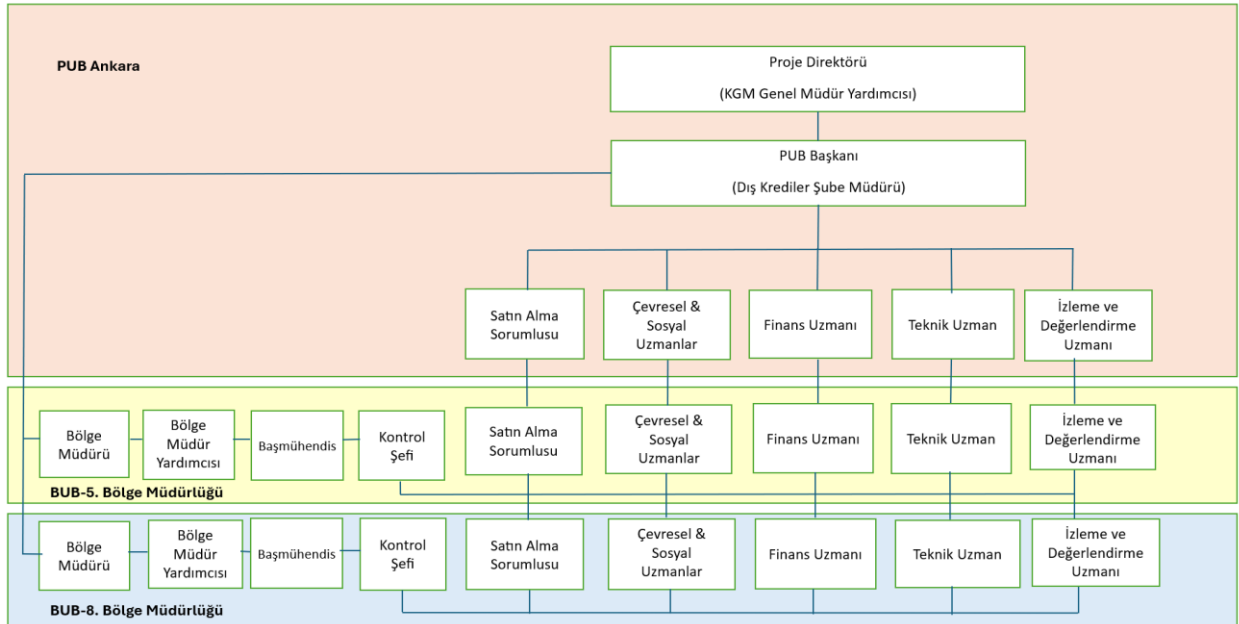 PUB Ankara
Proje Direktörü
(KGM Genel Müdür Yardımcısı)
PUB Başkanı
(Dış Krediler Şube Müdürü)
Satın Alma
Sorumlusu
Çevresel &
Sosyal
Uzmanlar
Finans Uzmanı
Teknik Uzman
İzleme ve
Değerlendirme
Uzmanı
Bölge
Müdürü
Bölge
Müdür
Yardımcısı
Başmühendis
Kontrol
Şefi
Satın Alma
Sorumlusu
Çevresel &
Sosyal
Uzmanlar
Finans Uzmanı
Teknik Uzman
İzleme ve
Değerlendirme
Uzmanı
BUB-5. Bölge Müdürlüğü
Bölge
Müdürü
Bölge
Müdür
Yardımcısı
Başmühendis
Kontrol
Şefi
Satın Alma
Sorumlusu
Çevresel &
Sosyal
Uzmanlar
Finans Uzmanı
Teknik Uzman
İzleme ve
Değerlendirme
Uzmanı
BUB-8. Bölge Müdürlüğü